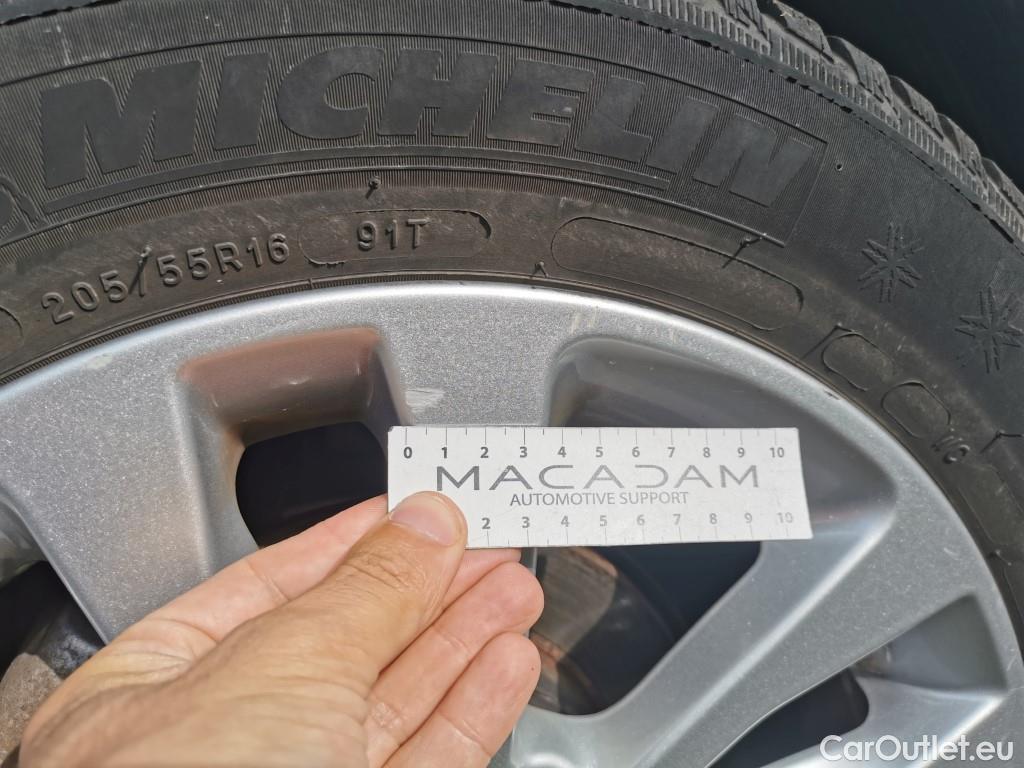 MICHELIN
205/55R16 91T
0 1 2 3 4 5 6 7 8 9 10
MACADAM
AUTOMOTIVE SUPPORT
2 3 4 5 6 7 8 9 10
CarOutlet.eu